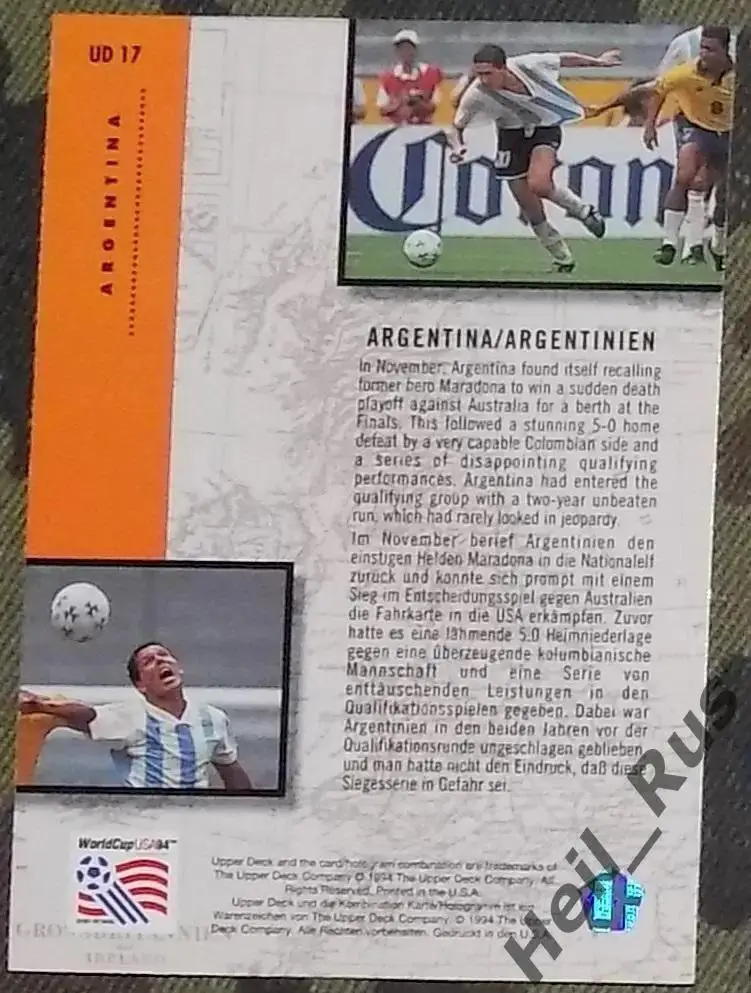 UD 17
ARGENTINA
Corona
10
8
ARGENTINA/ARGENTINIEN
In November, Argentina found itself recalling
former hero Maradona to win a sudden death
playoff against Australia for a berth at the
Finals. This followed a stunning 5-0 home
defeat by a very capable Colombian side and
a series of disappointing qualifying
performances. Argentina had entered the
qualifying group with a two-year unbeaten
run, which had rarely looked in jeopardy.
Im November berief Argentinien den
einstigen Helden Maradona in die Nationalelf
zurück und konnte sich prompt mit einem
Sieg im Entscheidungsspiel gegen Australien
die Fahrkarte in die USA erkämpfen. Zuvor
hatte es eine lähmende 5:0 Heimniederlage
gegen eine überzeugende kolumbianische
Mannschaft und eine Serie von
enttäuschenden Leistungen in den
Qualifikationsspielen gegeben. Dabei war
Argentinien in den beiden Jahren vor der
Qualifikationsrunde ungeschlagen geblieben
und man hatte nicht den Eindruck, daß diese
Siegesserie in Gefahr sei.
WorldCupUSA94™
Upper Deck and the card/hologram combination are trademarks of
The Upper Deck Company © 1994 The Upper Deck Company. All
Rights Reserved. Printed in the U.S.A.
Upper Deck und die Kombination Karte/Hologramme ist ein
Warenzeichen von The Upper Deck Company. © 1994 The Upper
Deck Company. Alle Rechten vorbehalten. Gedruckt in den U.S.A.
GROSSBRITANNIEN
IRELAND
Heil_Rus